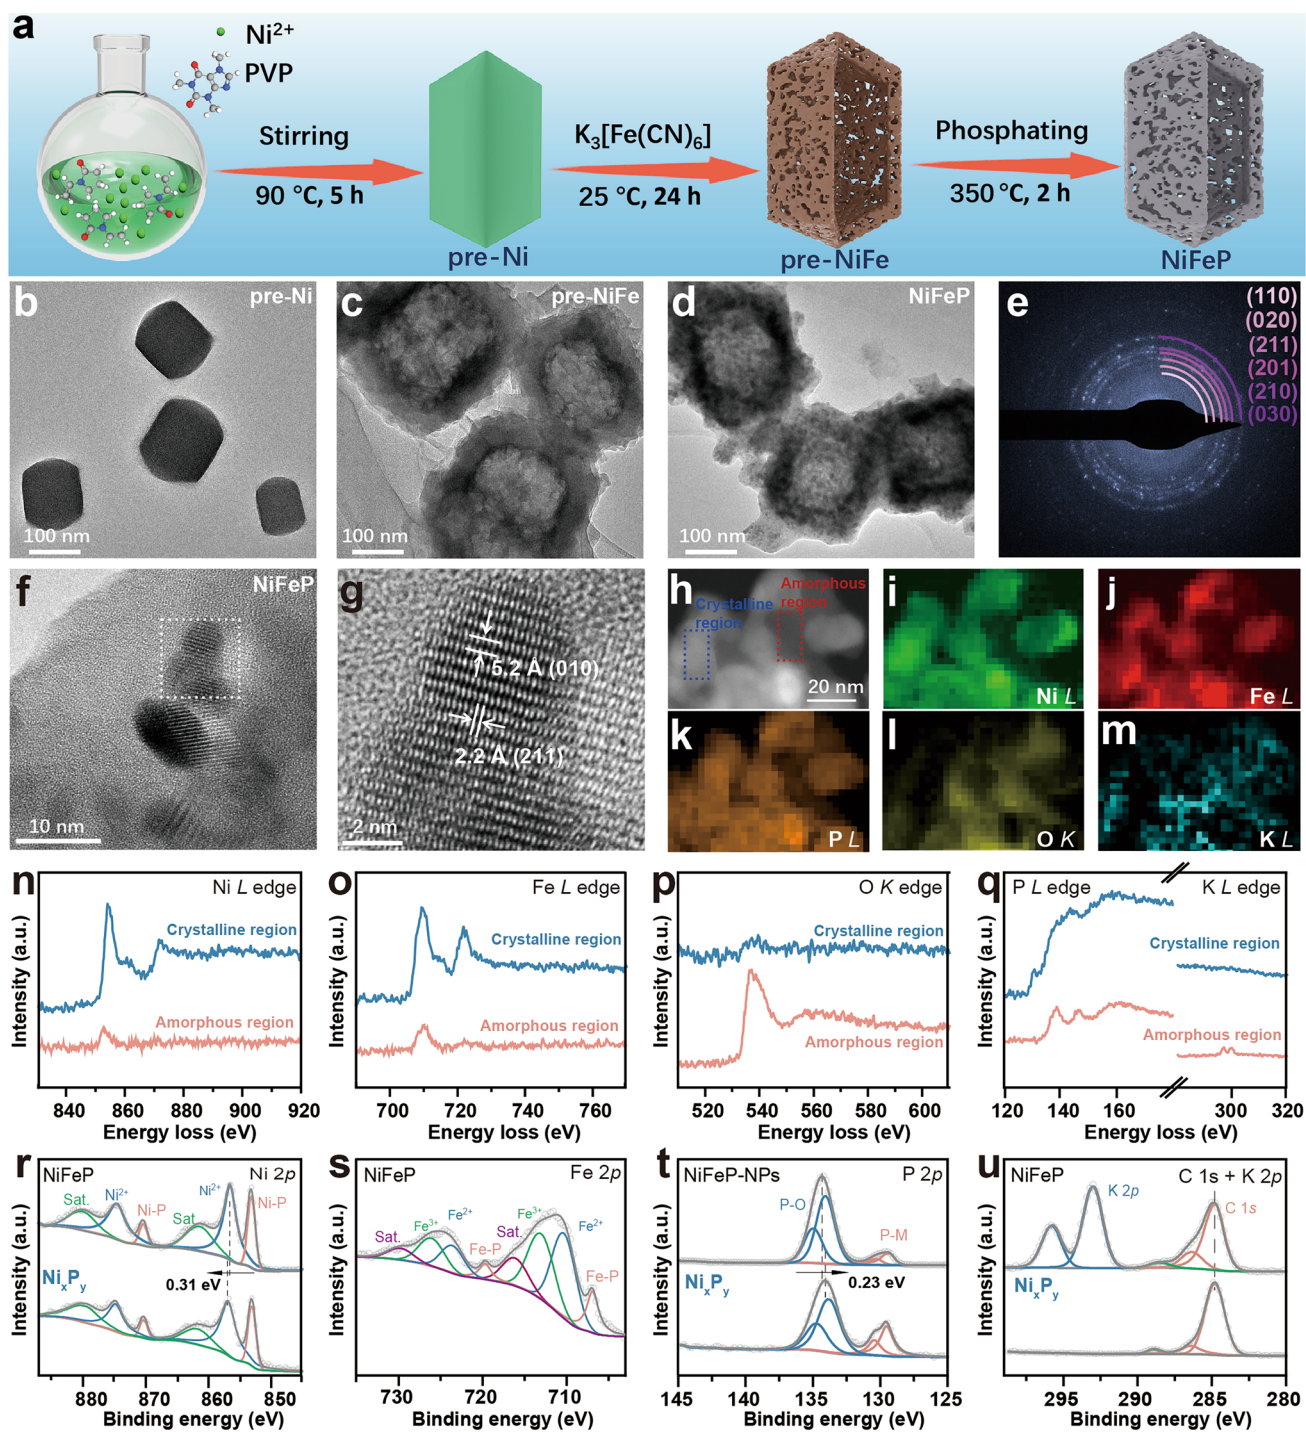 a
Ni2+
PVP
Stirring
90 °C, 5 h
K3[Fe(CN)6]
25 °C, 24 h
Phosphating
350 °C, 2 h
pre-Ni
pre-NiFe
NiFeP
b
pre-Ni
100 nm
c
pre-NiFe
100 nm
d
NiFeP
100 nm
e
(110)
(020)
(211)
(201)
(210)
(030)
f
NiFeP
10 nm
g
5.2 Å (010)
2.2 Å (211)
2 nm
h
Crystalline
region
Amorphous
region
20 nm
i
Ni L
j
Fe L
k
P L
l
O K
m
K L
n
Ni L edge
Crystalline region
Amorphous region
Intensity (a.u.)
840 860 880 900 920
Energy loss (eV)
o
Fe L edge
Crystalline region
Amorphous region
Intensity (a.u.)
700 720 740 760
Energy loss (eV)
p
O K edge
Crystalline region
Amorphous region
Intensity (a.u.)
520 540 560 580 600
Energy loss (eV)
q
P L edge
K L edge
Crystalline region
Amorphous region
Intensity (a.u.)
120 140 160 300 320
Energy loss (eV)
r
NiFeP
Ni 2p
Sat.
Ni2+
Ni-P
Sat.
Ni2+
Ni-P
NixPy
0.31 eV
Intensity (a.u.)
880 870 860 850
Binding energy (eV)
s
NiFeP
Fe 2p
Sat.
Fe3+
Fe2+
Fe-P
Sat.
Fe3+
Fe2+
Fe-P
Intensity (a.u.)
730 720 710
Binding energy (eV)
t
NiFeP-NPs
P 2p
P-O
P-M
NixPy
0.23 eV
Intensity (a.u.)
145 140 135 130 125
Binding energy (eV)
u
NiFeP
C 1s + K 2p
K 2p
C 1s
NixPy
Intensity (a.u.)
295 290 285 280
Binding energy (eV)